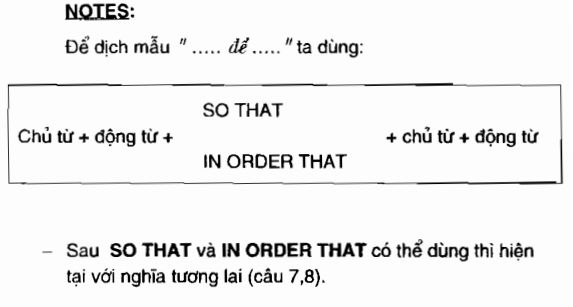 NOTES:
Để dịch mẫu " ..... để ..... " ta dùng:
SO THAT
Chủ từ + động từ + + chủ từ + động từ
IN ORDER THAT
– Sau SO THAT và IN ORDER THAT có thể dùng thì hiện
tại với nghĩa tương lai (câu 7,8).